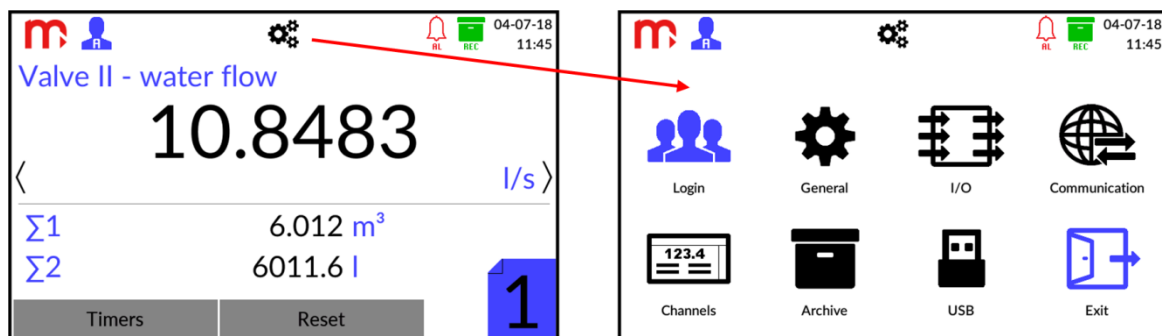 m A AL REC 04-07-18
11:45
Valve II - water flow
10.8483
l/s
∑1 6.012 m³
∑2 6011.6 l
1
Timers Reset
m A AL REC 04-07-18
11:45
Login General I/O Communication
123.4
Channels Archive USB Exit